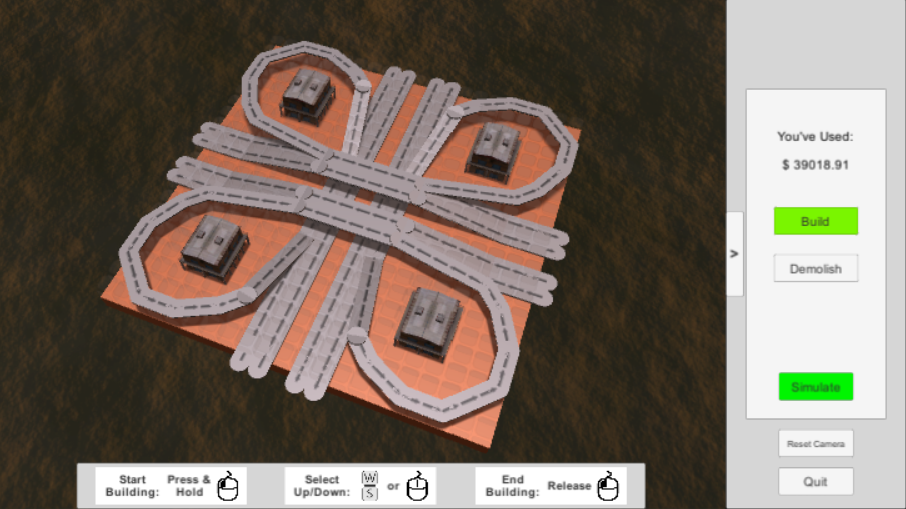 You've Used:
$ 39018.91
Build
Demolish
>
Simulate
Reset Camera
Quit
Start Building:
Press & Hold
Select Up/Down:
W
S
or
End Building:
Release